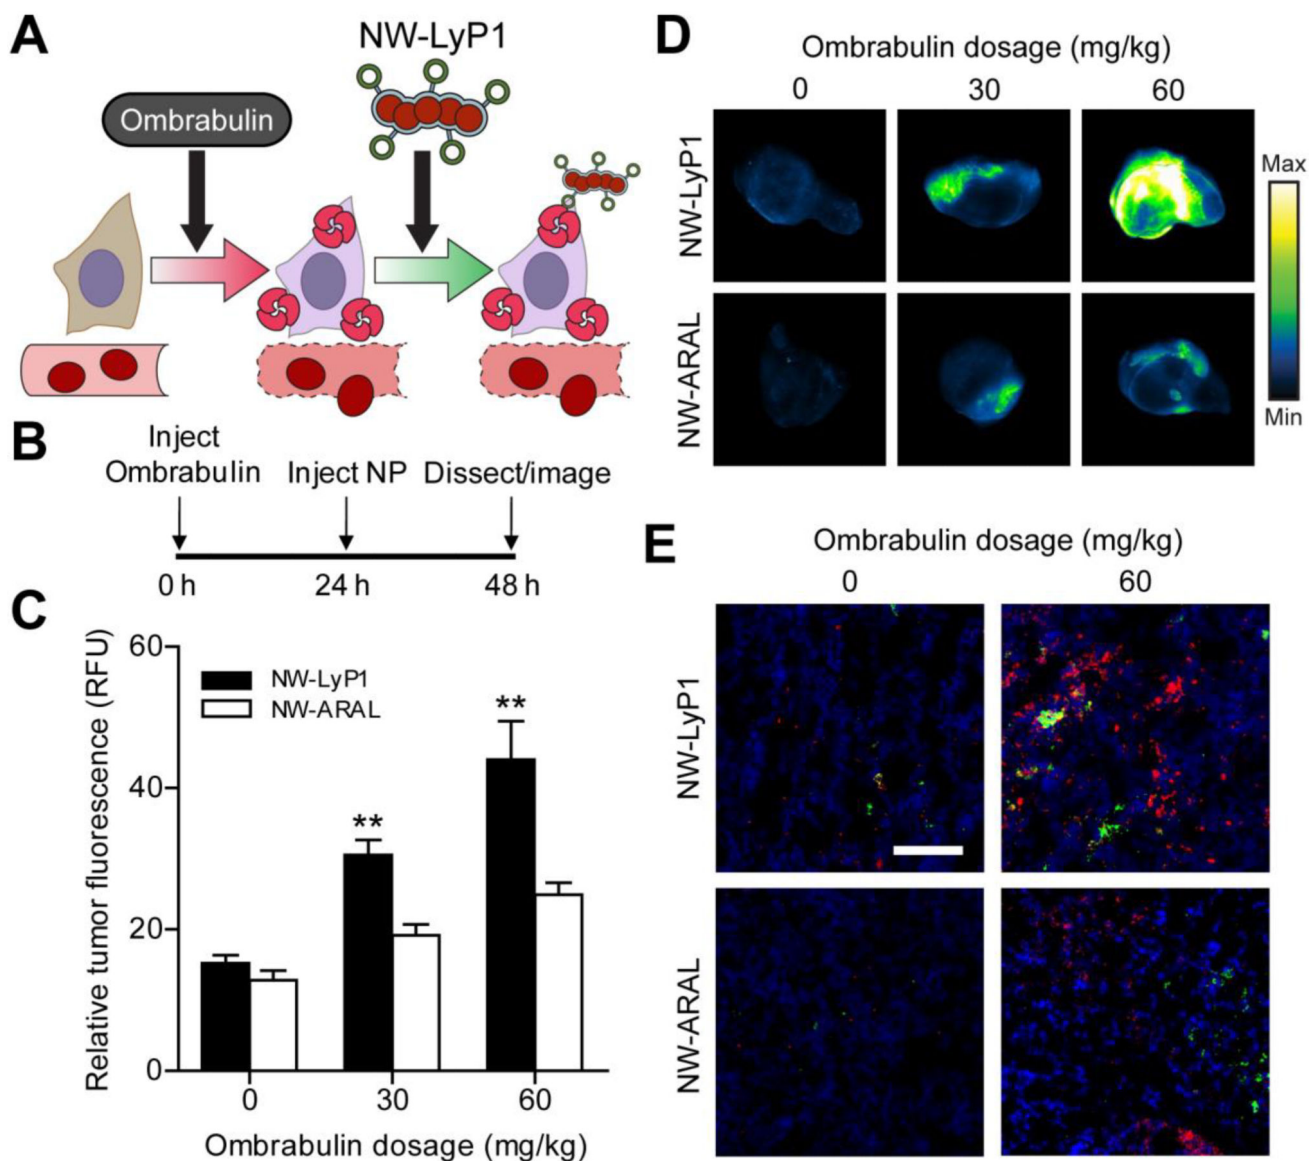 A
NW-LyP1
Ombrabulin
B
Inject
Ombrabulin
Inject NP
Dissect/image
0 h
24 h
48 h
C
Relative tumor fluorescence (RFU)
60
40
20
0
NW-LyP1
NW-ARAL
**
**
0
30
60
Ombrabulin dosage (mg/kg)
D
Ombrabulin dosage (mg/kg)
0
30
60
NW-LyP1
NW-ARAL
Max
Min
E
Ombrabulin dosage (mg/kg)
0
60
NW-LyP1
NW-ARAL